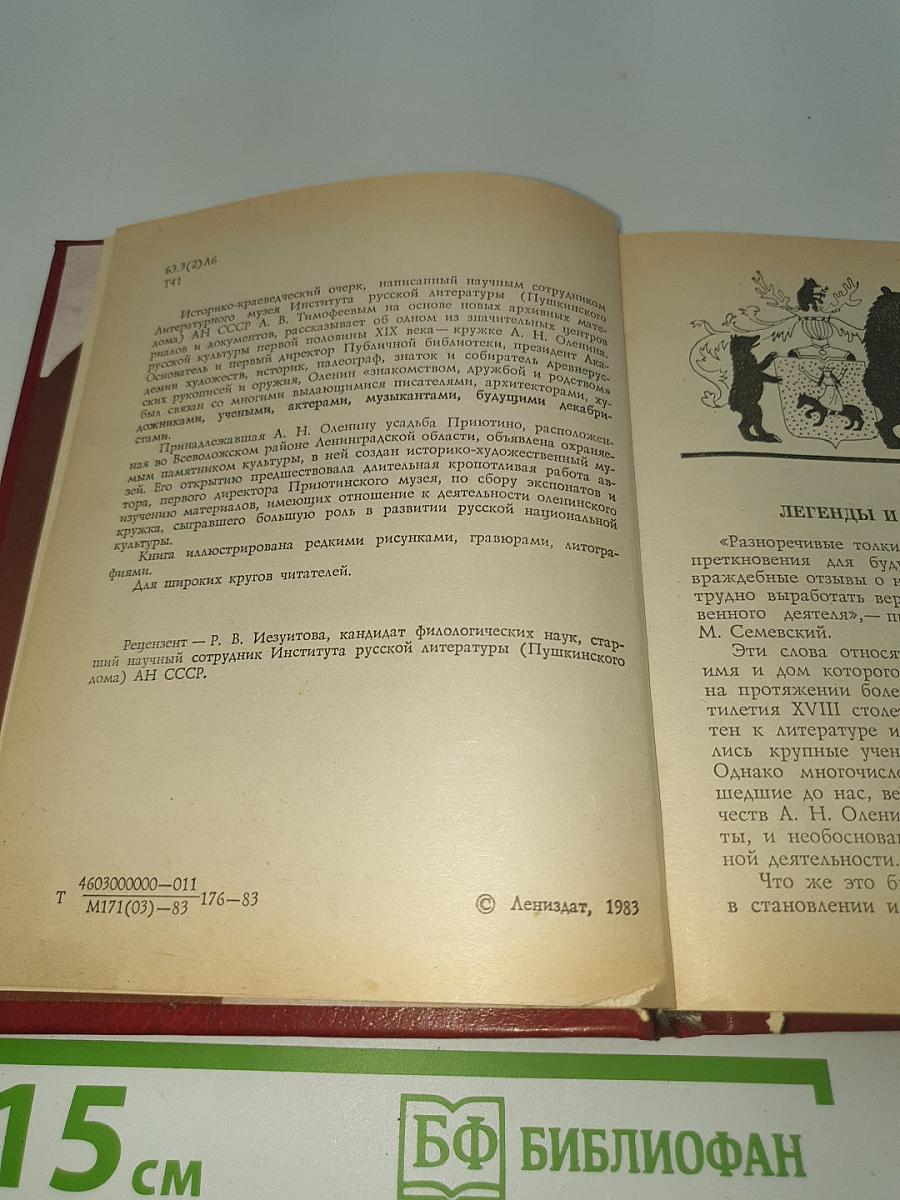 63.3(2)Л6
Т41
Историко-краеведческий очерк, написанный научным сотрудником
Литературного музея Института русской литературы (Пушкинского
дома) АН СССР Л. В. Тимофеевым на основе новых архивных мате-
риалов и документов, рассказывает об одном из значительных центров
русской культуры первой половины XIX века — кружке А. Н. Оленина.
Основатель и первый директор Публичной библиотеки, президент Ака-
демии художеств, историк, палеограф, знаток и собиратель древнерус-
ских рукописей и оружия, Оленин «знакомством, дружбой и родством»
был связан со многими выдающимися писателями, архитекторами, ху-
дожниками, учеными, актерами, музыкантами, будущими декабри-
стами.
Принадлежавшая А. Н. Оленину усадьба Приютино, расположен-
ная во Всеволожском районе Ленинградской области, объявлена охраняе-
мым памятником культуры, в ней создан историко-художественный му-
зей. Его открытию предшествовала длительная кропотливая работа ав-
тора, первого директора Приютинского музея, по сбору экспонатов и
изучению материалов, имеющих отношение к деятельности оленинского
кружка, сыгравшего большую роль в развитии русской национальной
культуры.
Книга иллюстрирована редкими рисунками, гравюрами, литогра-
фиями.
Для широких кругов читателей.
Рецензент — Р. В. Иезуитова, кандидат филологических наук, стар-
ший научный сотрудник Института русской литературы (Пушкинского
дома) АН СССР.
Т 4603000000—011
М171(03)—83 176—83
© Лениздат, 1983
ЛЕГЕНДЫ И
«Разноречивые толки
преткновения для буду
враждебные отзывы о н
трудно выработать вер
венного деятеля»,— п
М. Семевский.
Эти слова относят
имя и дом которого
на протяжении боле
тилетия XVIII столет
тен к литературе и
лись крупные учен
Однако многочисле
шедшие до нас, ве
честв А. Н. Олени
ты, и необоснован
ной деятельности.
Что же это б
в становлении и
15 см
БФ БИБЛИОФАН